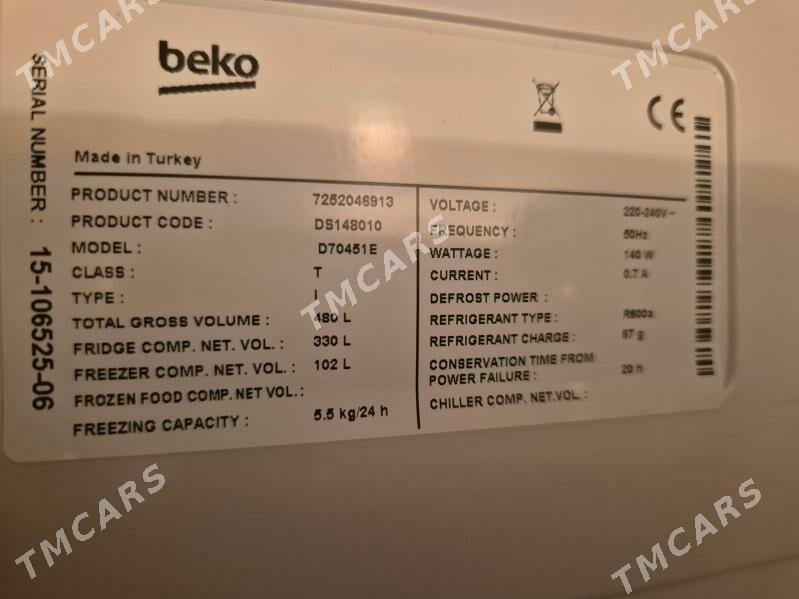 beko
CE
Made in Turkey
SERIAL NUMBER : 15-106525-06
PRODUCT NUMBER : 7252046913
PRODUCT CODE : DS148010
MODEL : D70451E
CLASS : T
TYPE : I
TOTAL GROSS VOLUME : 480 L
FRIDGE COMP. NET. VOL. : 330 L
FREEZER COMP. NET. VOL. : 102 L
FROZEN FOOD COMP. NET VOL. :
FREEZING CAPACITY : 5.5 kg/24 h
VOLTAGE : 220-240V~
FREQUENCY : 50Hz
WATTAGE : 140 W
CURRENT : 0.7 A
DEFROST POWER :
REFRIGERANT TYPE : R600a
REFRIGERANT CHARGE : 67 g
CONSERVATION TIME FROM
POWER FAILURE : 20 h
CHILLER COMP. NET.VOL. :
TMCARS
TMCARS
TMCARS
TMCARS
TMCARS